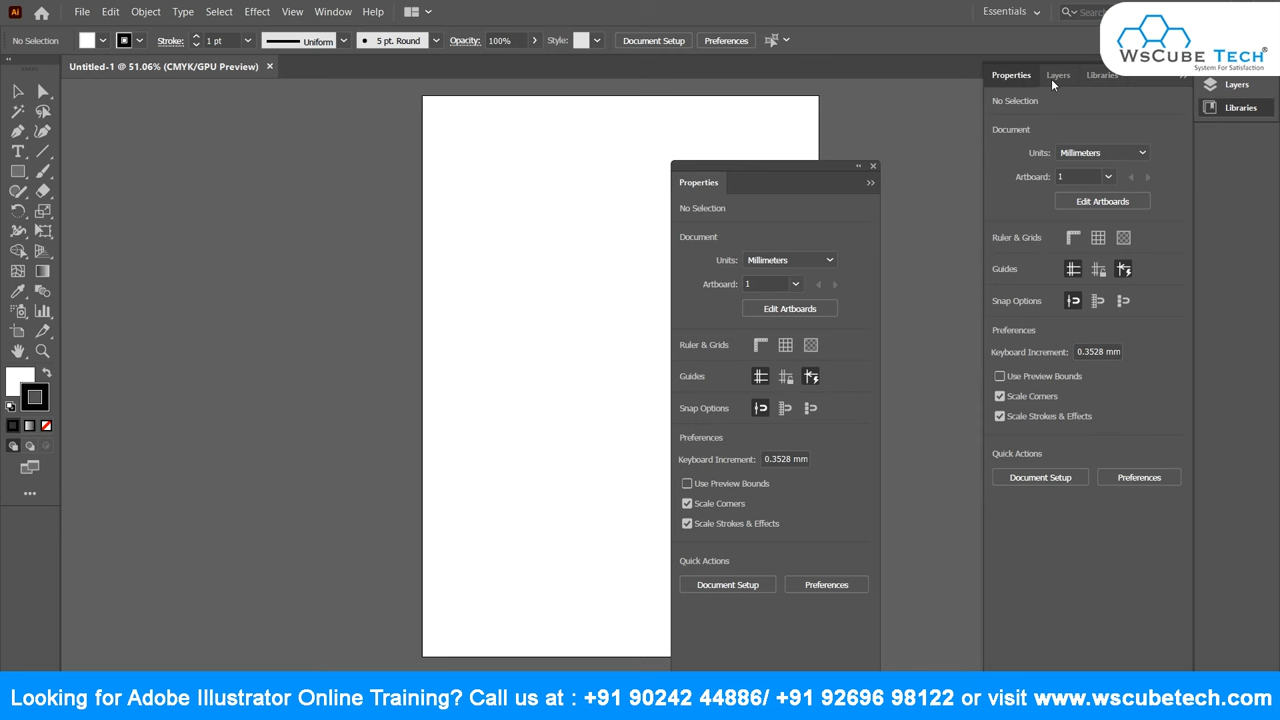 Ai File Edit Object Type Select Effect View Window Help Essentials Search
WsCube Tech®
System For Satisfaction
No Selection Stroke: 1 pt Uniform 5 pt. Round Opacity: 100% Style: Document Setup Preferences
Untitled-1 @ 51.06% (CMYK/GPU Preview) ×
Properties Layers Libraries
No Selection
Document
Units: Millimeters
Artboard: 1
Edit Artboards
Ruler & Grids
Guides
Snap Options
Preferences
Keyboard Increment: 0.3528 mm
Use Preview Bounds
Scale Corners
Scale Strokes & Effects
Quick Actions
Document Setup Preferences
Layers
Libraries
Properties
No Selection
Document
Units: Millimeters
Artboard: 1
Edit Artboards
Ruler & Grids
Guides
Snap Options
Preferences
Keyboard Increment: 0.3528 mm
Use Preview Bounds
Scale Corners
Scale Strokes & Effects
Quick Actions
Document Setup Preferences
Looking for Adobe Illustrator Online Training? Call us at : +91 90242 44886/ +91 92696 98122 or visit www.wscubetech.com